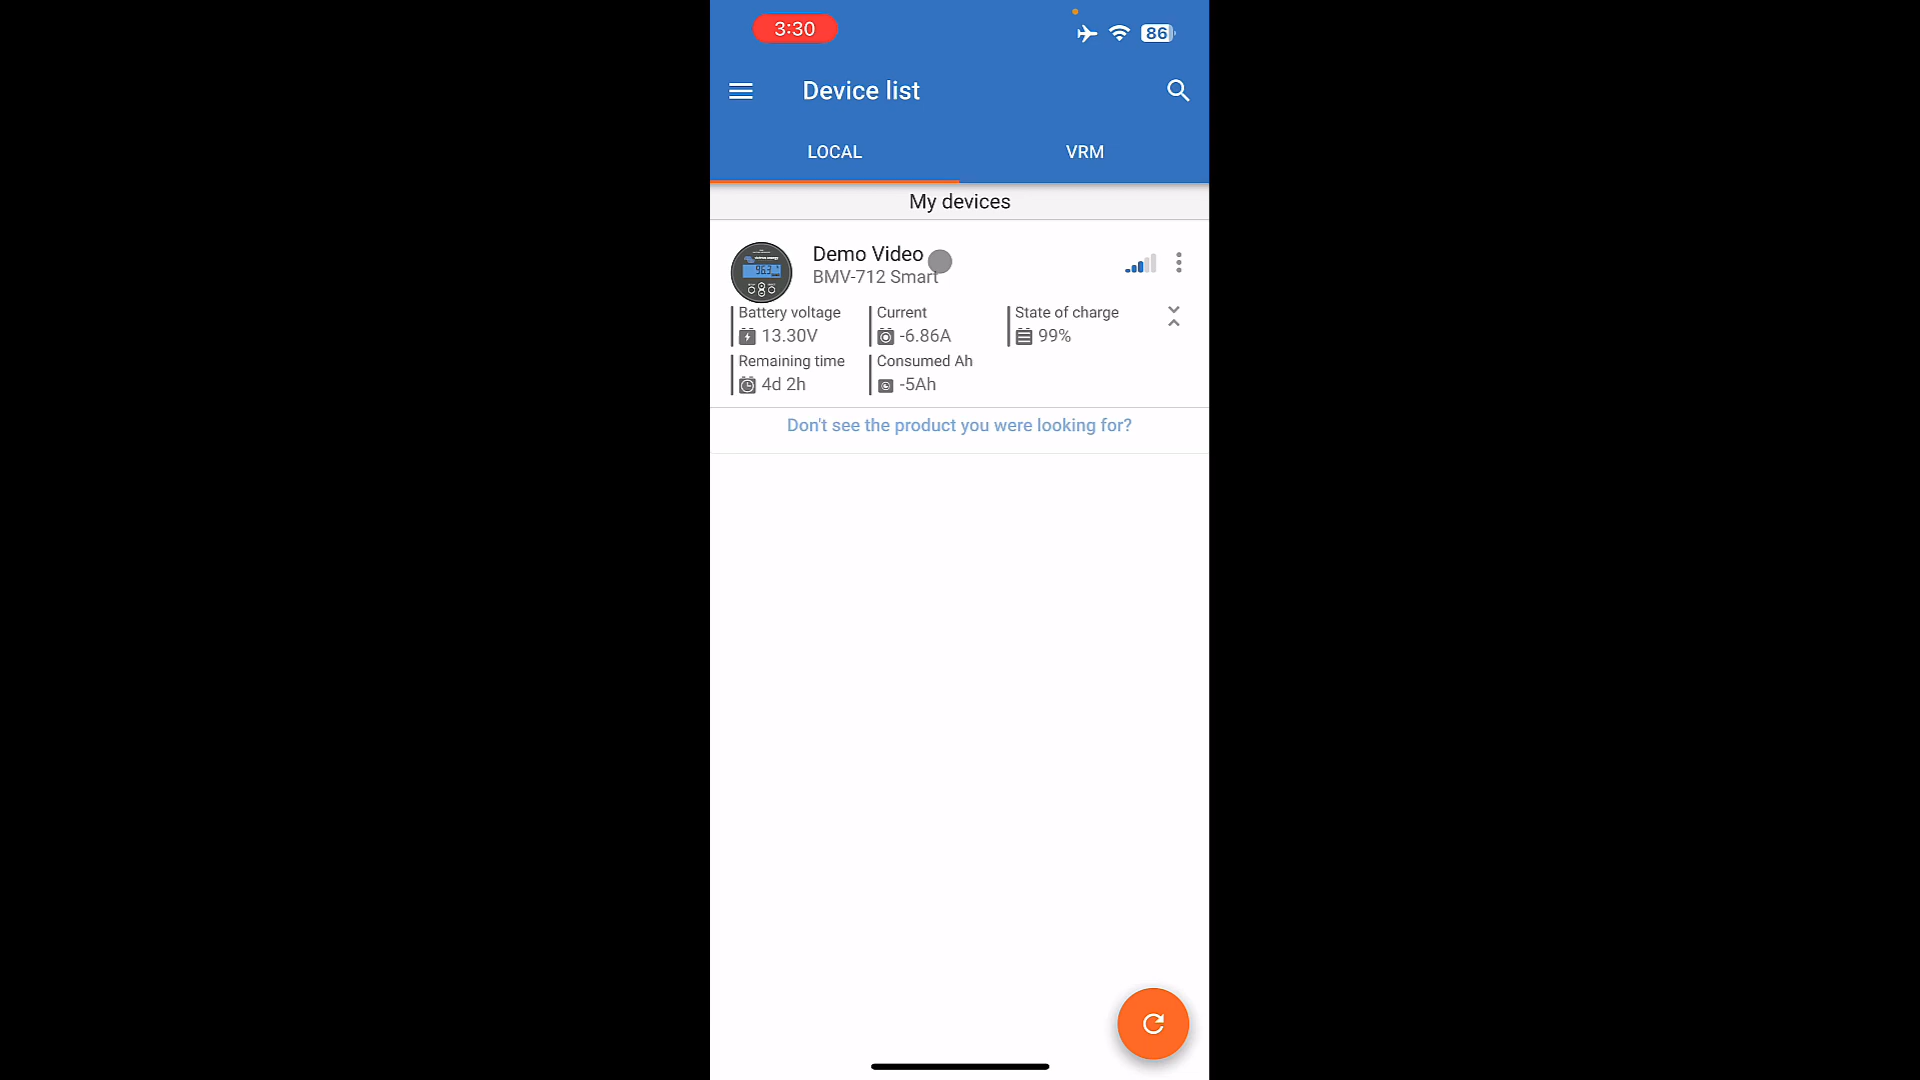 3:30
86
Device list
LOCAL VRM
My devices
Demo Video
BMV-712 Smart
Battery voltage Current State of charge
13.30V -6.86A 99%
Remaining time Consumed Ah
4d 2h -5Ah
Don't see the product you were looking for?